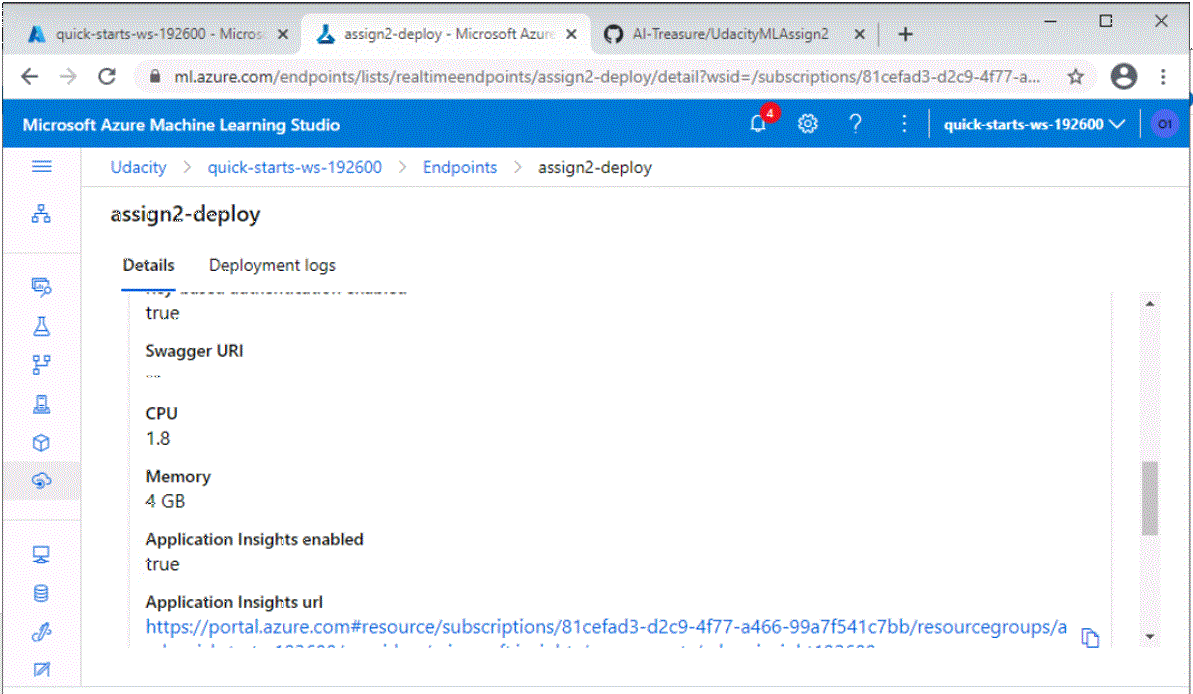 quick-starts-ws-192600 - Micros
assign2-deploy - Microsoft Azure
AI-Treasure/UdacityMLAssign2
ml.azure.com/endpoints/lists/realtimeendpoints/assign2-deploy/detail?wsid=/subscriptions/81cefad3-d2c9-4f77-a...
Microsoft Azure Machine Learning Studio
4
?
quick-starts-ws-192600
Udacity > quick-starts-ws-192600 > Endpoints > assign2-deploy
assign2-deploy
Details Deployment logs
true
Swagger URI
--
CPU
1.8
Memory
4 GB
Application Insights enabled
true
Application Insights url
https://portal.azure.com#resource/subscriptions/81cefad3-d2c9-4f77-a466-99a7f541c7bb/resourcegroups/a